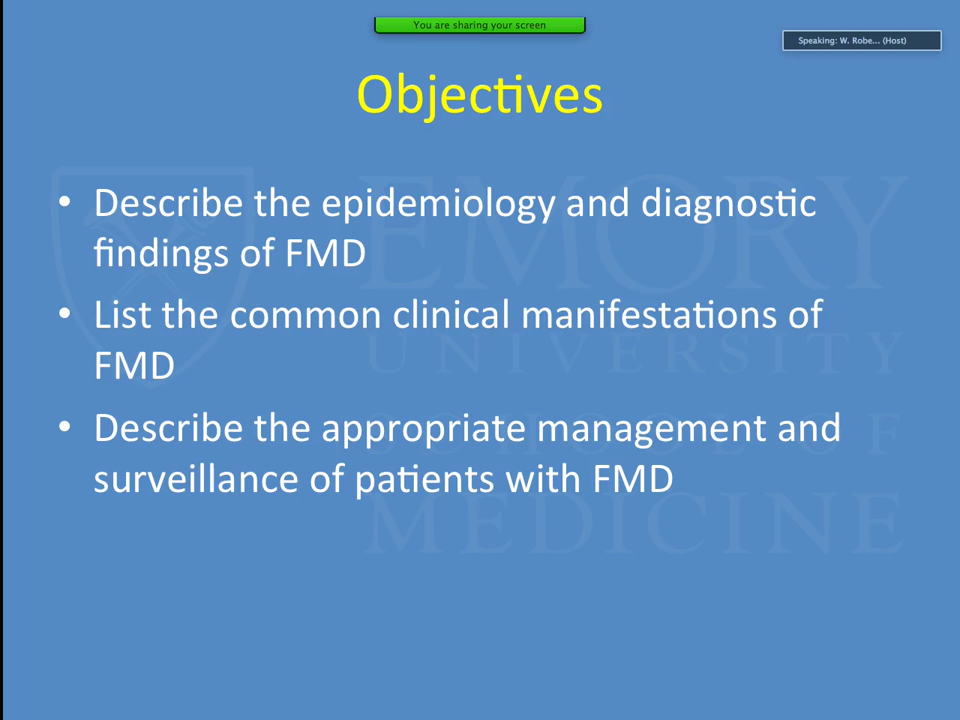 You are sharing your screen
Speaking: W. Robe... (Host)
Objectives
• Describe the epidemiology and diagnostic
findings of FMD
• List the common clinical manifestations of
FMD
• Describe the appropriate management and
surveillance of patients with FMD
EMORY
UNIVERSITY
SCHOOL OF
MEDICINE